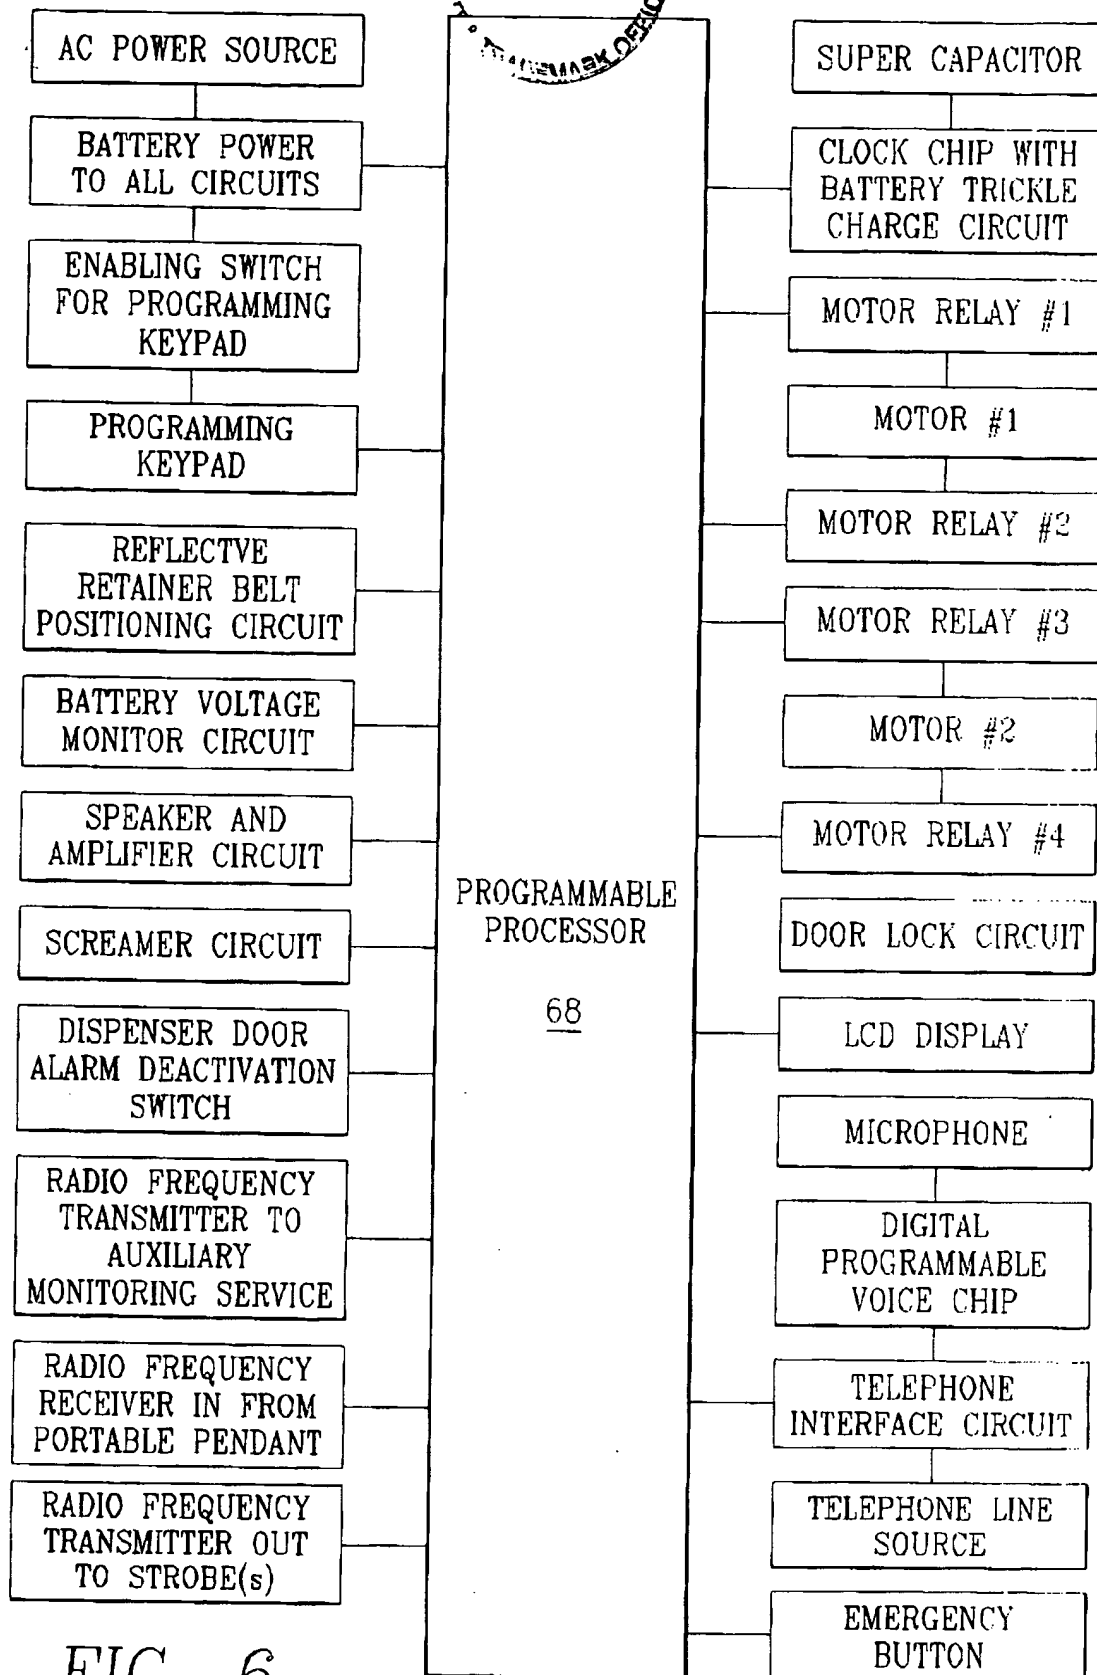 AC POWER SOURCE
BATTERY POWER
TO ALL CIRCUITS
ENABLING SWITCH
FOR PROGRAMMING
KEYPAD
PROGRAMMING
KEYPAD
REFLECTVE
RETAINER BELT
POSITIONING CIRCUIT
BATTERY VOLTAGE
MONITOR CIRCUIT
SPEAKER AND
AMPLIFIER CIRCUIT
SCREAMER CIRCUIT
DISPENSER DOOR
ALARM DEACTIVATION
SWITCH
RADIO FREQUENCY
TRANSMITTER TO
AUXILIARY
MONITORING SERVICE
RADIO FREQUENCY
RECEIVER IN FROM
PORTABLE PENDANT
RADIO FREQUENCY
TRANSMITTER OUT
TO STROBE(s)
FIG. 6
TRADEMARK OFFIC
PROGRAMMABLE
PROCESSOR
68
SUPER CAPACITOR
CLOCK CHIP WITH
BATTERY TRICKLE
CHARGE CIRCUIT
MOTOR RELAY #1
MOTOR #1
MOTOR RELAY #2
MOTOR RELAY #3
MOTOR #2
MOTOR RELAY #4
DOOR LOCK CIRCUIT
LCD DISPLAY
MICROPHONE
DIGITAL
PROGRAMMABLE
VOICE CHIP
TELEPHONE
INTERFACE CIRCUIT
TELEPHONE LINE
SOURCE
EMERGENCY
BUTTON